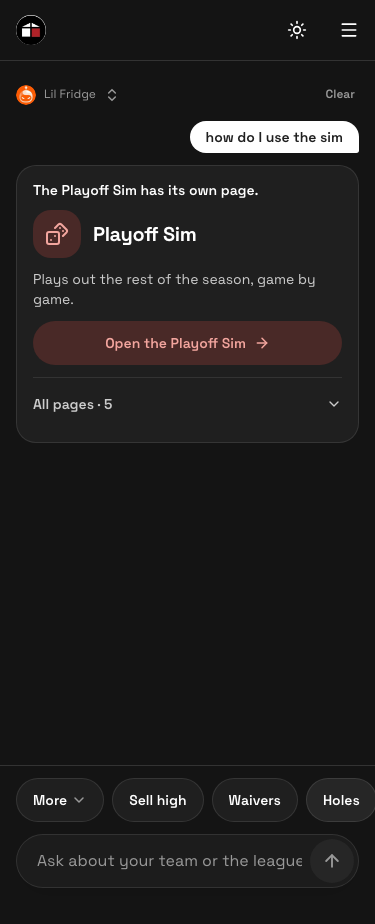 Lil Fridge
Clear
how do I use the sim
The Playoff Sim has its own page.
Playoff Sim
Plays out the rest of the season, game by
game.
Open the Playoff Sim
All pages · 5
More
Sell high
Waivers
Holes
Ask about your team or the league